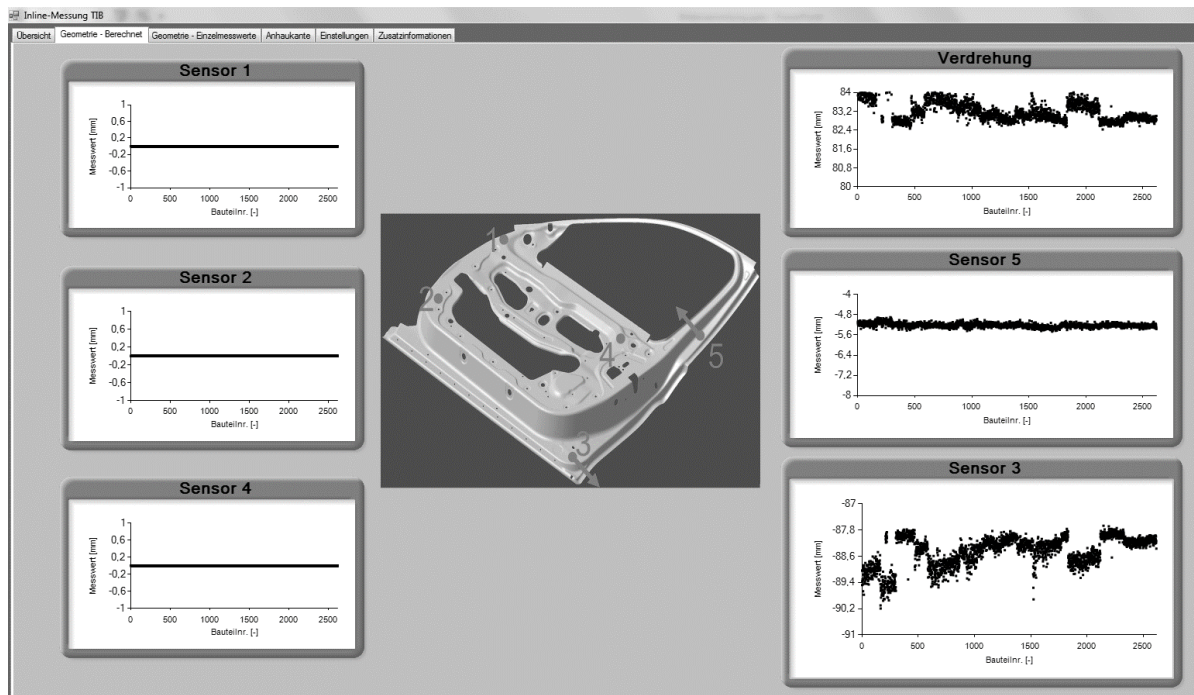 Inline-Messung TIB
Übersicht Geometrie - Berechnet Geometrie - Einzelmesswerte Anhaukante Einstellungen Zusatzinformationen
Sensor 1
Messwert [mm]
1
0,6
0,2
-0,2
-0,6
-1
0 500 1000 1500 2000 2500
Bauteilnr. [-]
Sensor 2
Messwert [mm]
1
0,6
0,2
-0,2
-0,6
-1
0 500 1000 1500 2000 2500
Bauteilnr. [-]
Sensor 4
Messwert [mm]
1
0,6
0,2
-0,2
-0,6
-1
0 500 1000 1500 2000 2500
Bauteilnr. [-]
1
2
4
5
3
Verdrehung
Messwert [mm]
84
83,2
82,4
81,6
80,8
80
0 500 1000 1500 2000 2500
Bauteilnr. [-]
Sensor 5
Messwert [mm]
-4
-4,8
-5,6
-6,4
-7,2
-8
0 500 1000 1500 2000 2500
Bauteilnr. [-]
Sensor 3
Messwert [mm]
-87
-87,8
-88,6
-89,4
-90,2
-91
0 500 1000 1500 2000 2500
Bauteilnr. [-]